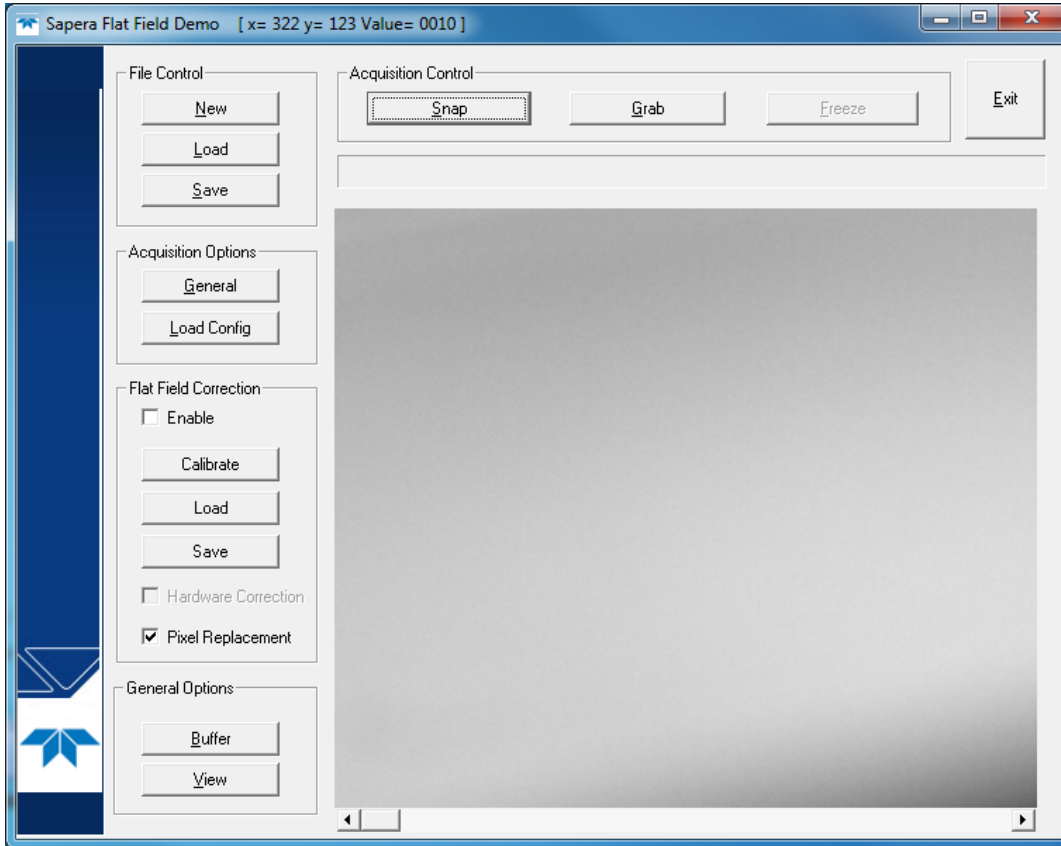 Sapera Flat Field Demo [ x= 322 y= 123 Value= 0010 ]
File Control
New
Load
Save
Acquisition Control
Snap
Grab
Freeze
Exit
Acquisition Options
General
Load Config
Flat Field Correction
Enable
Calibrate
Load
Save
Hardware Correction
Pixel Replacement
General Options
Buffer
View